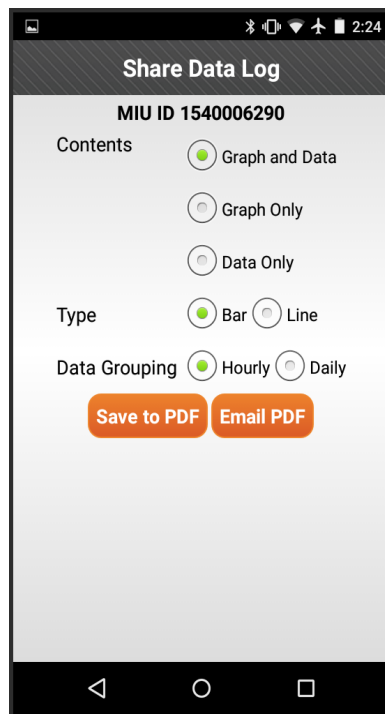 2:24
Share Data Log
MIU ID 1540006290
Contents
Graph and Data
Graph Only
Data Only
Type Bar Line
Data Grouping Hourly Daily
Save to PDF Email PDF